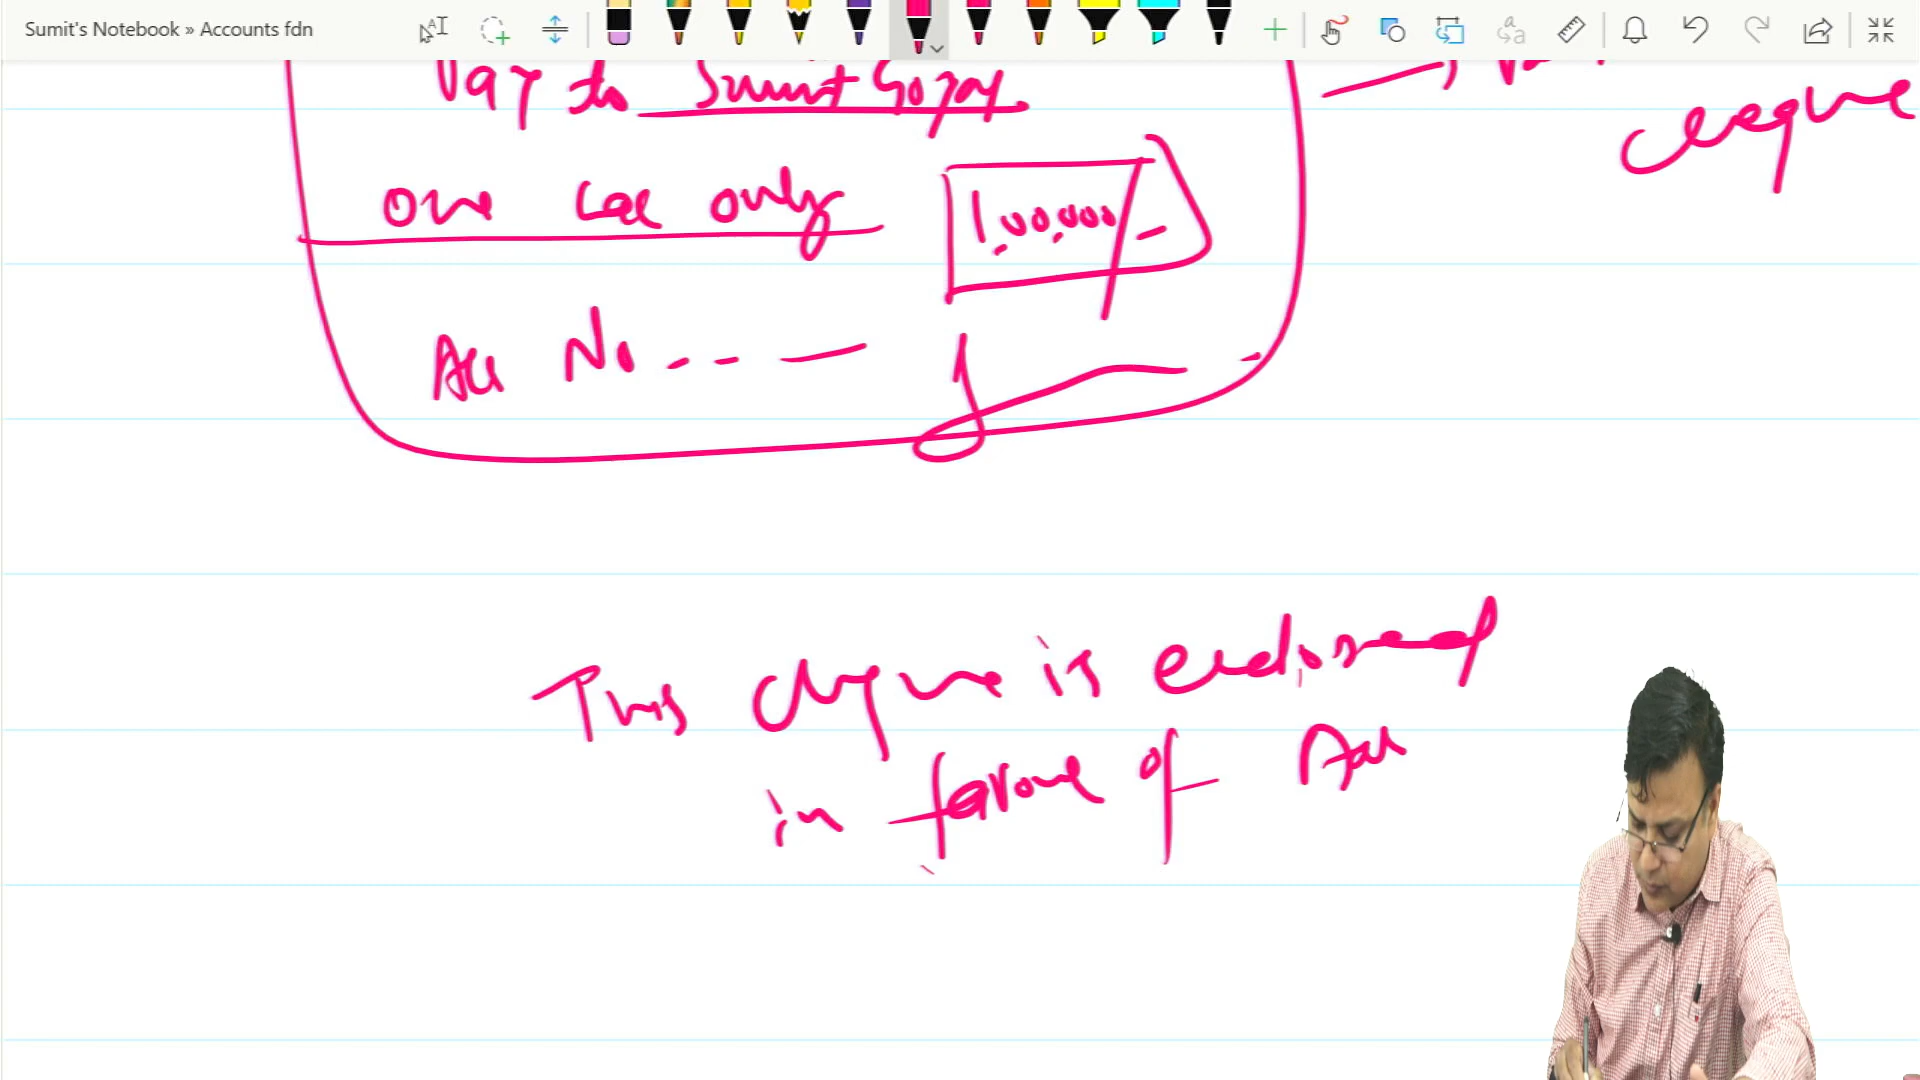 Sumit's Notebook » Accounts fdn
Pay to Sumit Goyal
cheque
one lac only
1,00,000/-
A/c No.
This cheque is endorsed
in favour of